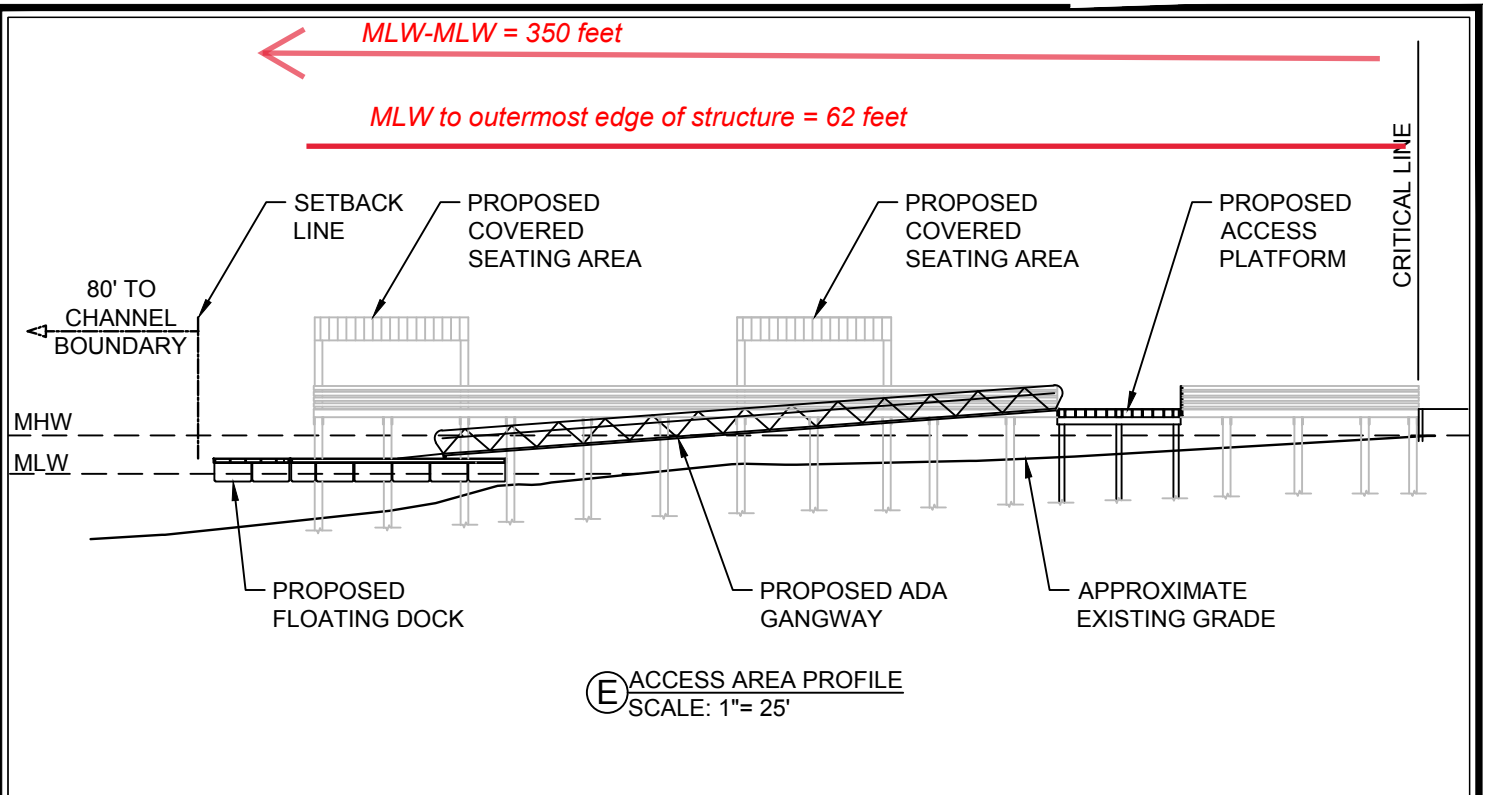 MLW-MLW = 350 feet
MLW to outermost edge of structure = 62 feet
CRITICAL LINE
SETBACK
LINE
PROPOSED
COVERED
SEATING AREA
PROPOSED
COVERED
SEATING AREA
PROPOSED
ACCESS
PLATFORM
80' TO
CHANNEL
BOUNDARY
MHW
MLW
PROPOSED
FLOATING DOCK
PROPOSED ADA
GANGWAY
APPROXIMATE
EXISTING GRADE
E
ACCESS AREA PROFILE
SCALE: 1"= 25'